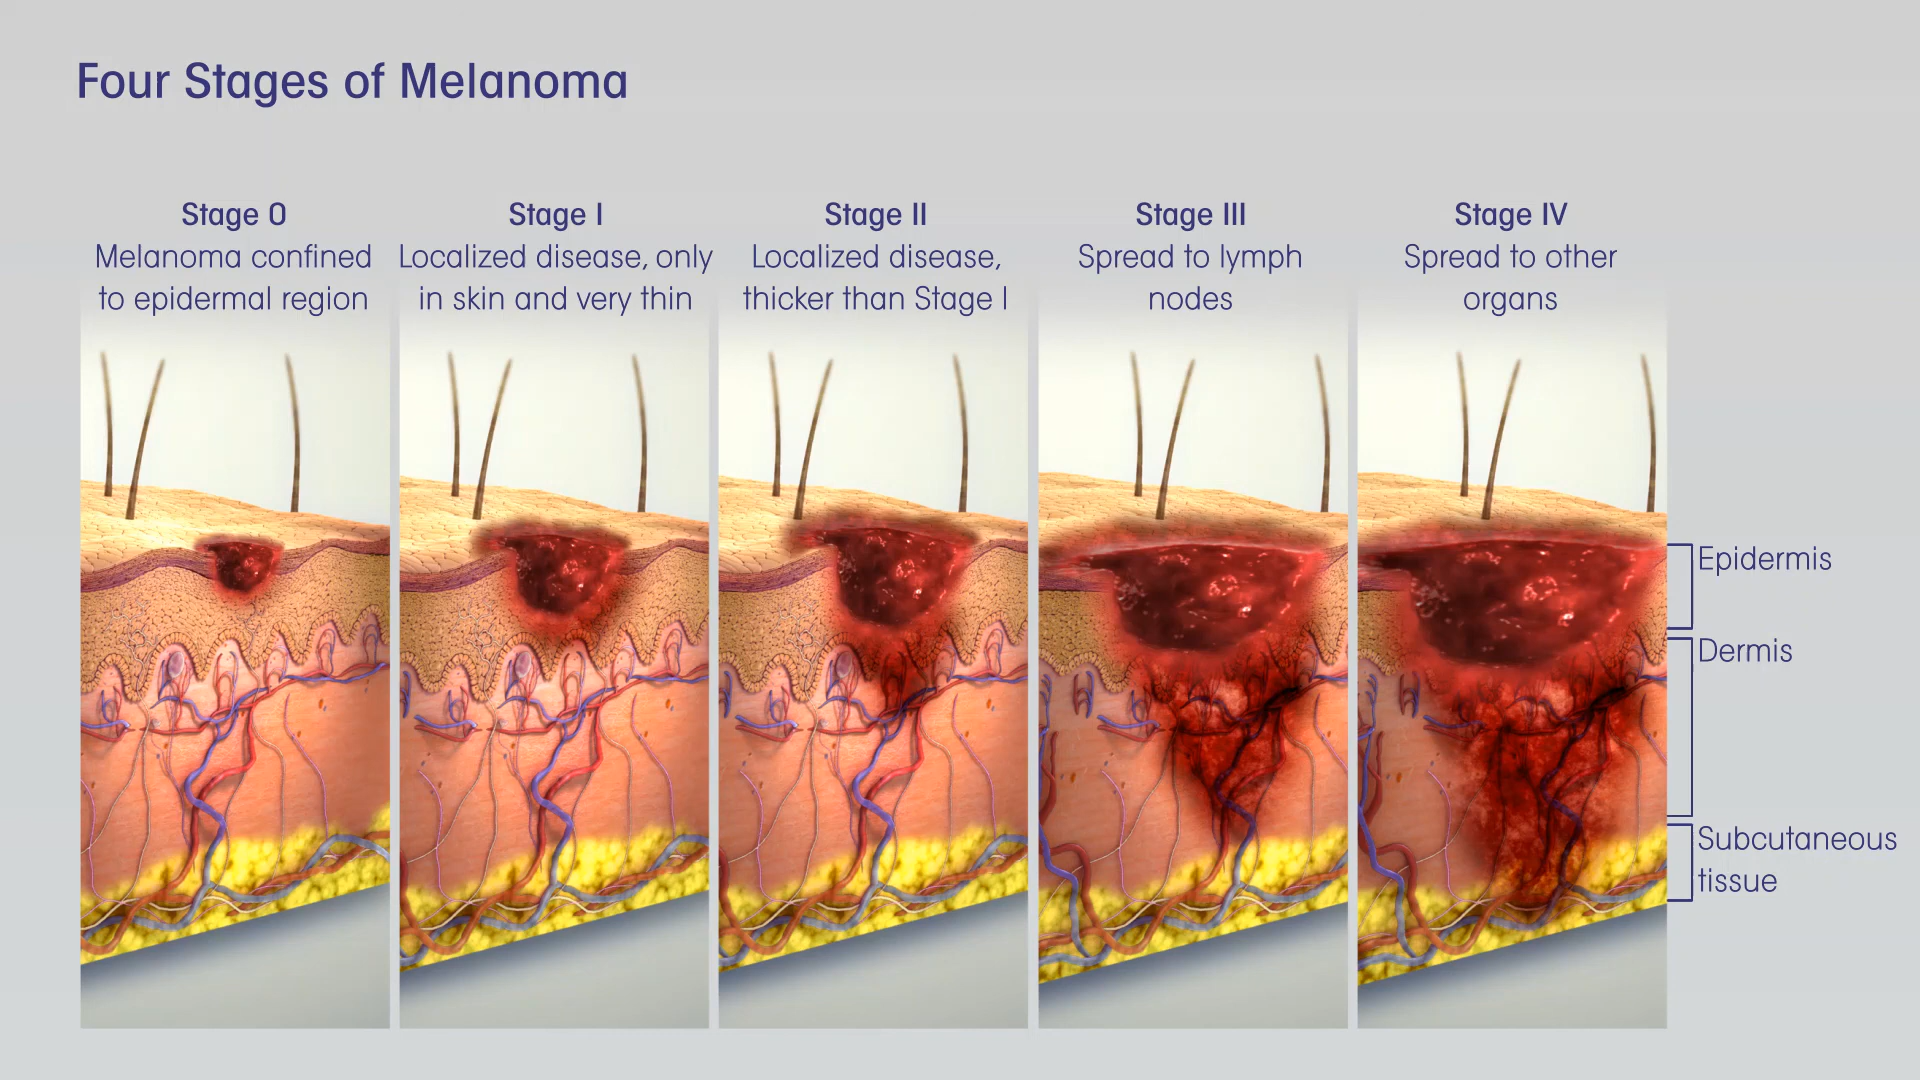 Four Stages of Melanoma
Stage 0
Melanoma confined
to epidermal region
Stage I
Localized disease, only
in skin and very thin
Stage II
Localized disease,
thicker than Stage I
Stage III
Spread to lymph
nodes
Stage IV
Spread to other
organs
Epidermis
Dermis
Subcutaneous
tissue